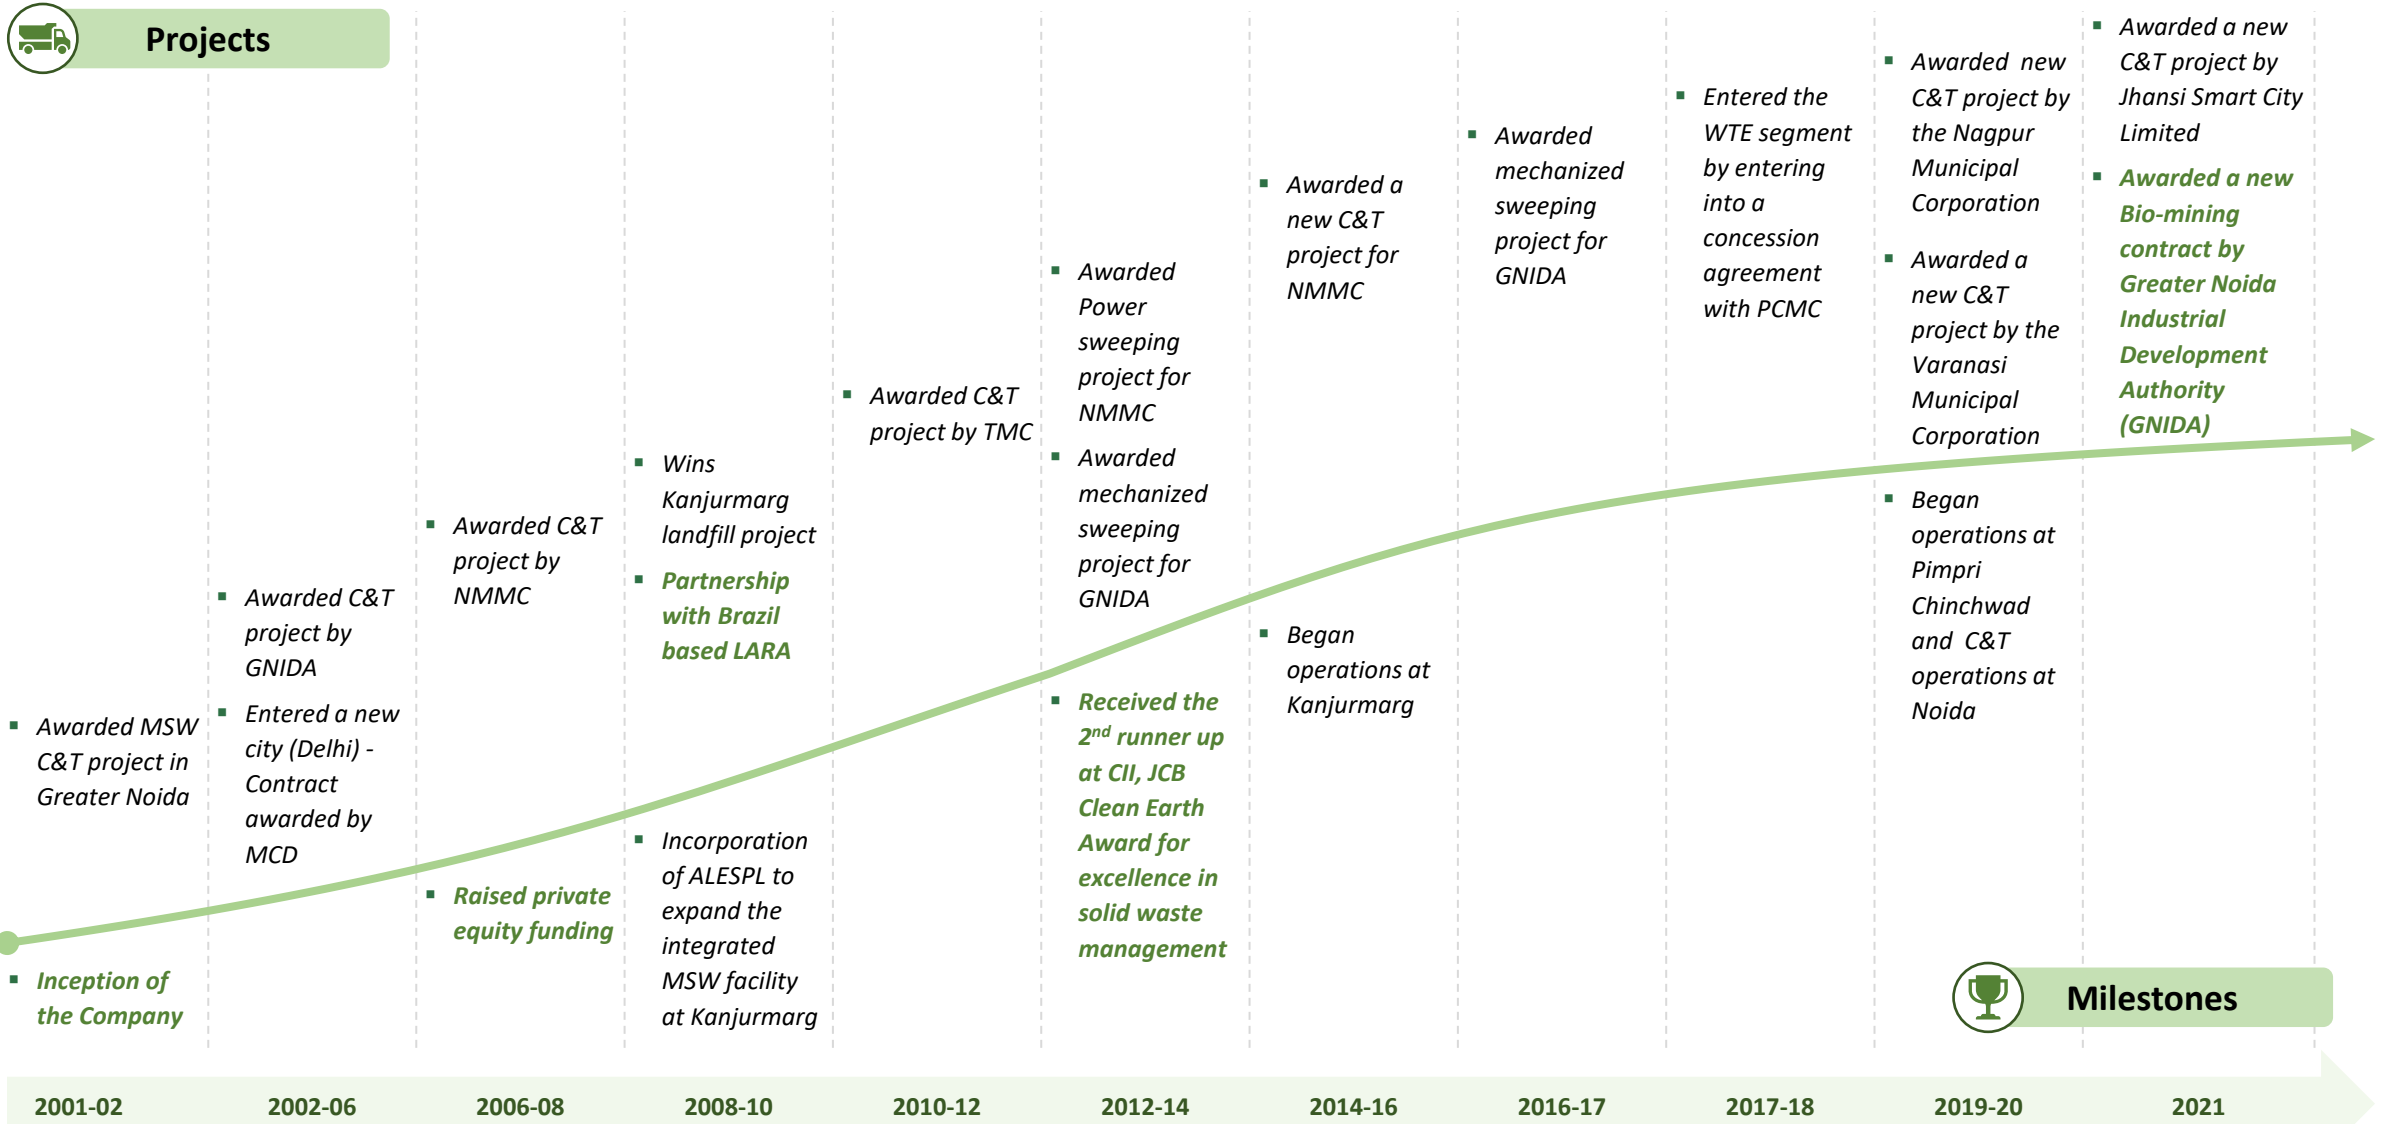 Projects
Awarded MSW
C&T project in
Greater Noida
Inception of
the Company
2001-02
Awarded C&T
project by
GNIDA
Entered a new
city (Delhi) -
Contract
awarded by
MCD
2002-06
Awarded C&T
project by
NMMC
Raised private
equity funding
2006-08
Wins
Kanjurmarg
landfill project
Partnership
with Brazil
based LARA
Incorporation
of ALESPL to
expand the
integrated
MSW facility
at Kanjurmarg
2008-10
Awarded C&T
project by TMC
2010-12
Awarded
Power
sweeping
project for
NMMC
Awarded
mechanized
sweeping
project for
GNIDA
Received the
2nd runner up
at CII, JCB
Clean Earth
Award for
excellence in
solid waste
management
2012-14
Awarded a
new C&T
project for
NMMC
Began
operations at
Kanjurmarg
2014-16
Awarded
mechanized
sweeping
project for
GNIDA
2016-17
Entered the
WTE segment
by entering
into a
concession
agreement
with PCMC
2017-18
Awarded new
C&T project by
the Nagpur
Municipal
Corporation
Awarded a
new C&T
project by the
Varanasi
Municipal
Corporation
Began
operations at
Pimpri
Chinchwad
and C&T
operations at
Noida
2019-20
Awarded a new
C&T project by
Jhansi Smart City
Limited
Awarded a new
Bio-mining
contract by
Greater Noida
Industrial
Development
Authority
(GNIDA)
2021
Milestones